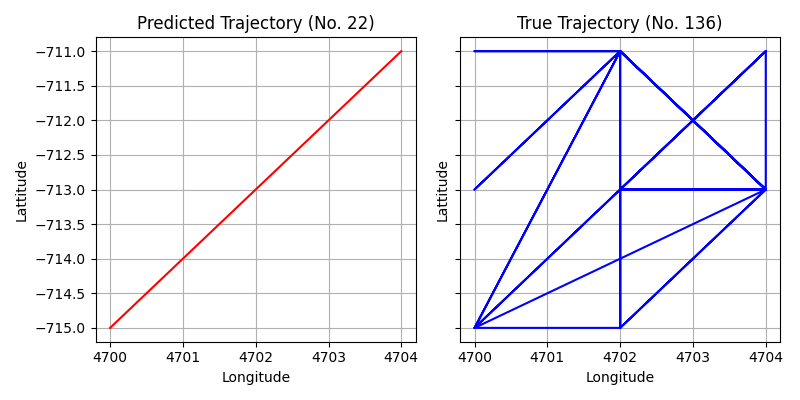 Predicted Trajectory (No. 22)
−711.0
−711.5
−712.0
−712.5
−713.0
−713.5
−714.0
−714.5
−715.0
Lattitude
4700 4701 4702 4703 4704
Longitude
True Trajectory (No. 136)
Lattitude
4700 4701 4702 4703 4704
Longitude